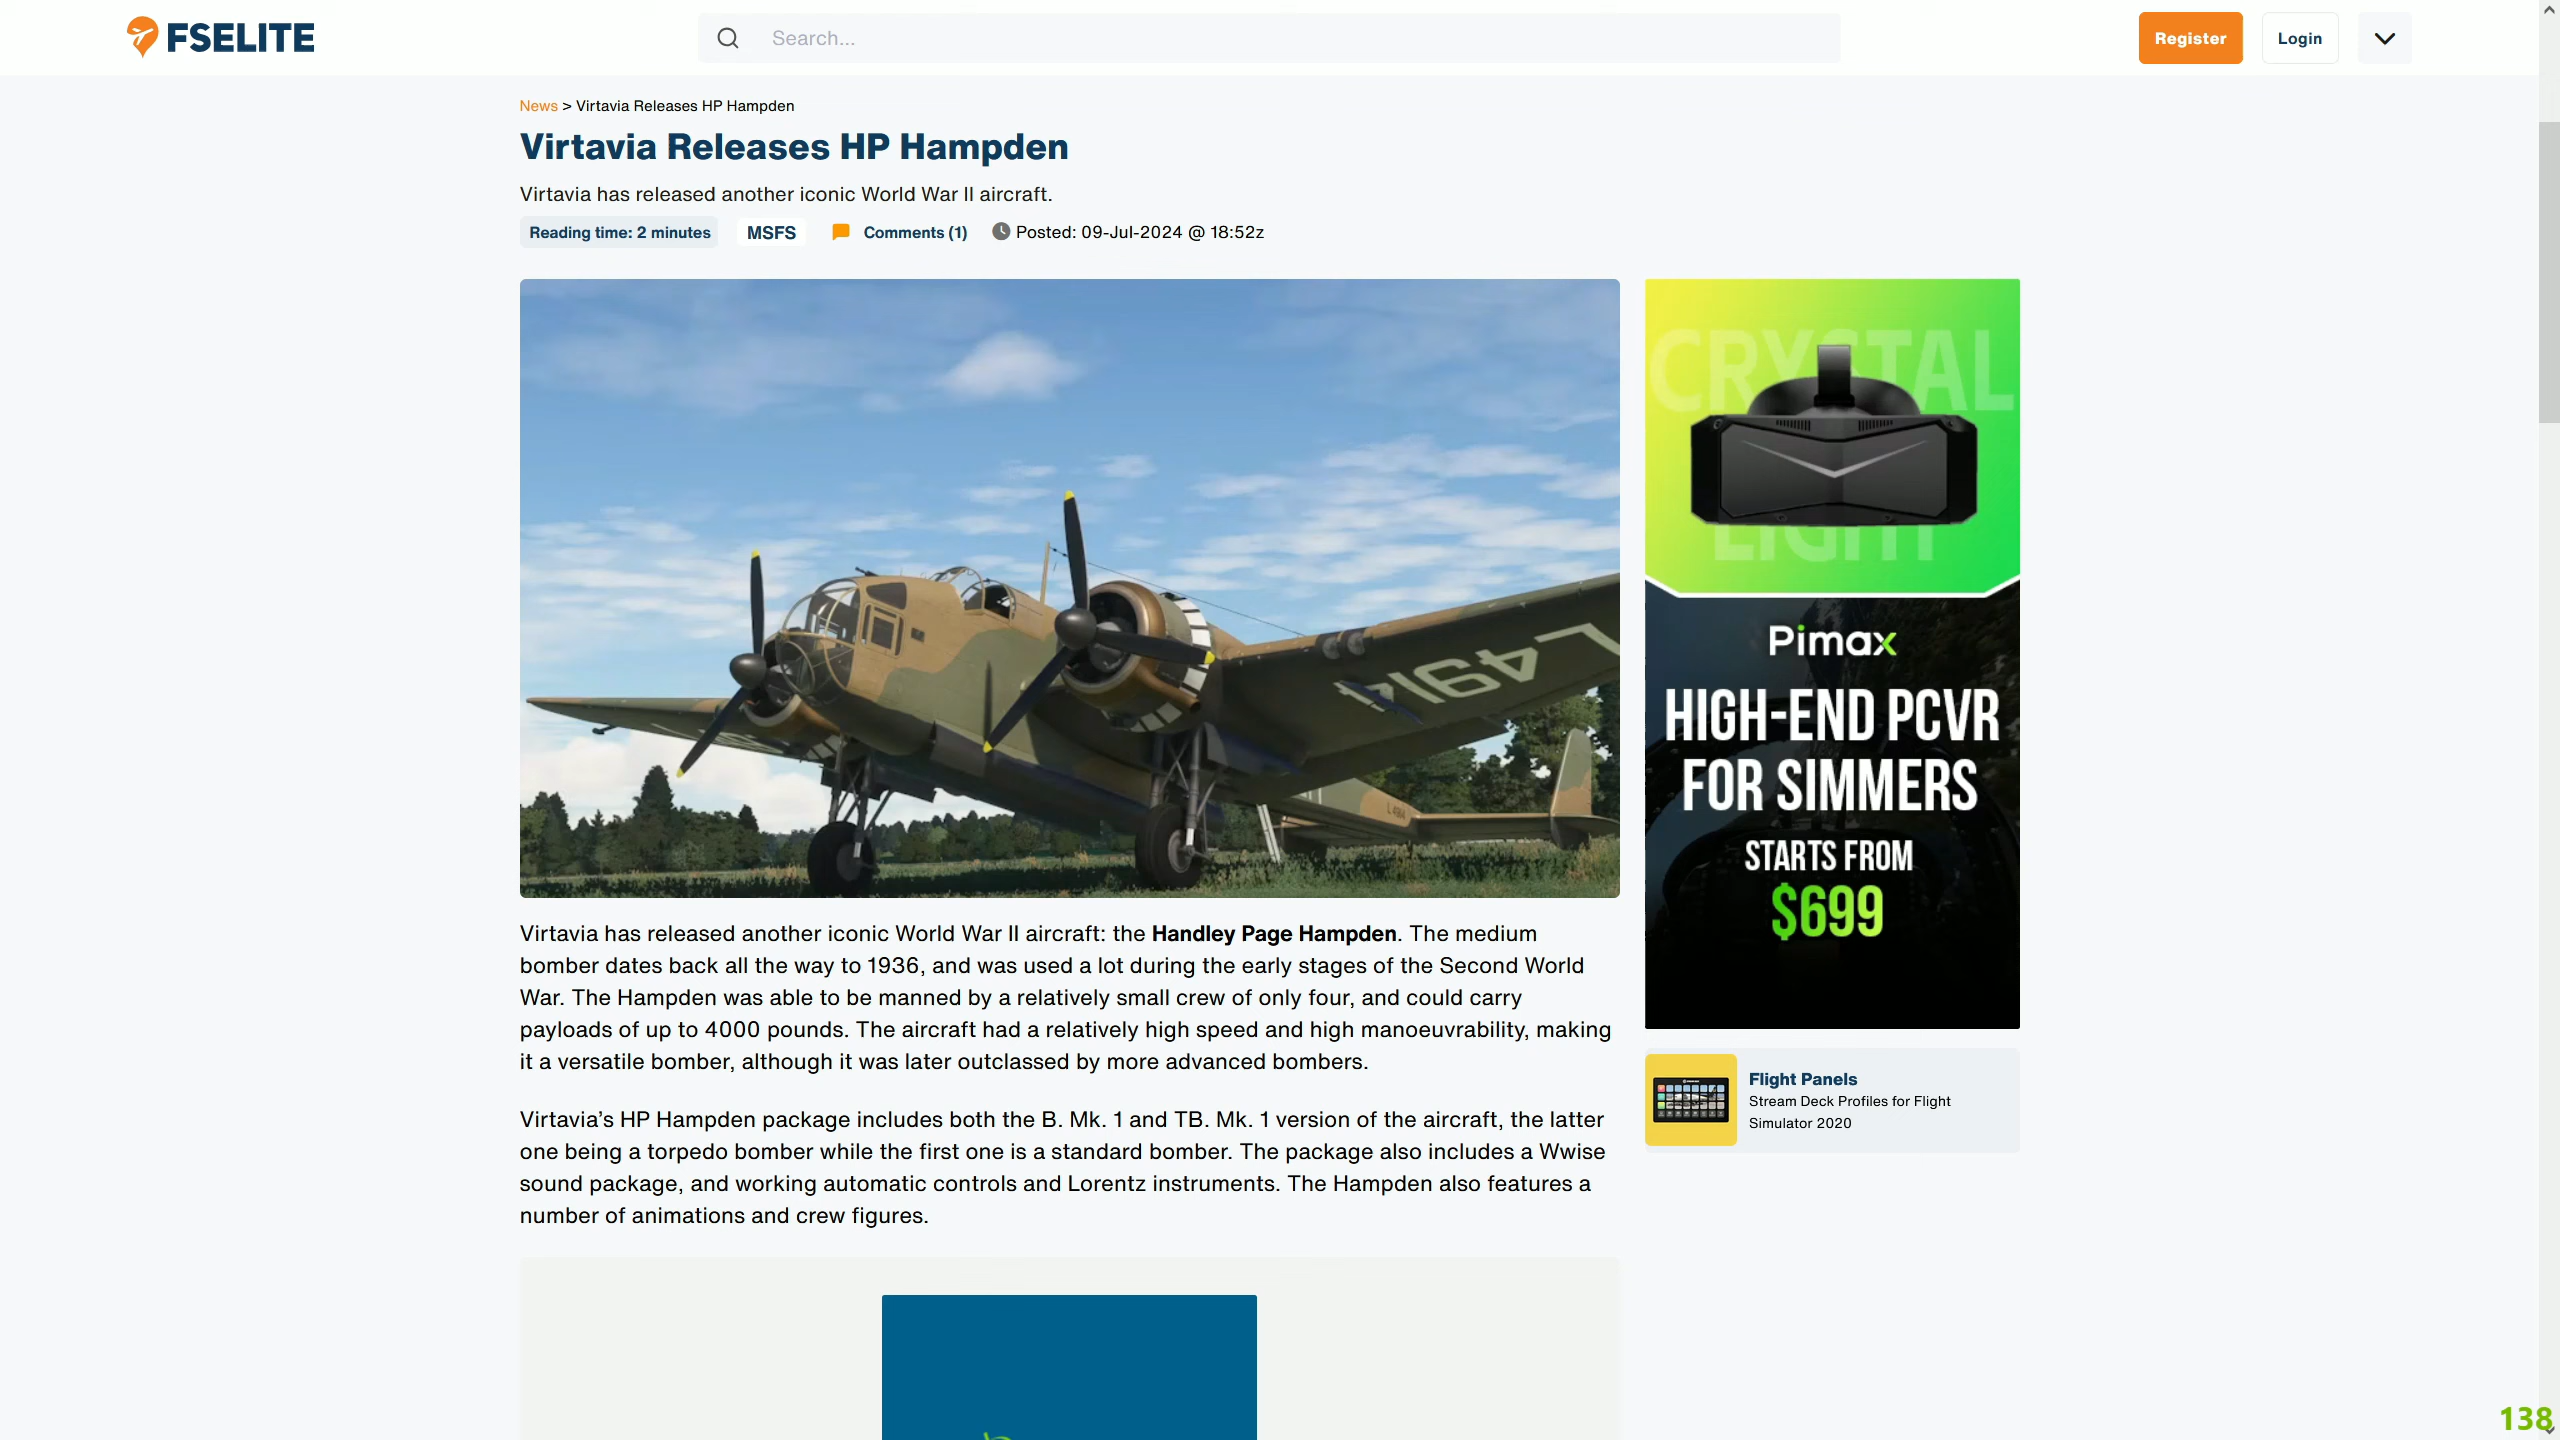 FSELITE
Search...
Register
Login
News > Virtavia Releases HP Hampden
Virtavia Releases HP Hampden
Virtavia has released another iconic World War II aircraft.
Reading time: 2 minutes
MSFS
Comments (1)
Posted: 09-Jul-2024 @ 18:52z
L4914
L4914
Virtavia has released another iconic World War II aircraft: the Handley Page Hampden. The medium
bomber dates back all the way to 1936, and was used a lot during the early stages of the Second World
War. The Hampden was able to be manned by a relatively small crew of only four, and could carry
payloads of up to 4000 pounds. The aircraft had a relatively high speed and high manoeuvrability, making
it a versatile bomber, although it was later outclassed by more advanced bombers.
Virtavia’s HP Hampden package includes both the B. Mk. 1 and TB. Mk. 1 version of the aircraft, the latter
one being a torpedo bomber while the first one is a standard bomber. The package also includes a Wwise
sound package, and working automatic controls and Lorentz instruments. The Hampden also features a
number of animations and crew figures.
CRYSTAL
LIGHT
Pimax
HIGH-END PCVR
FOR SIMMERS
STARTS FROM
$699
Flight Panels
Stream Deck Profiles for Flight
Simulator 2020
138